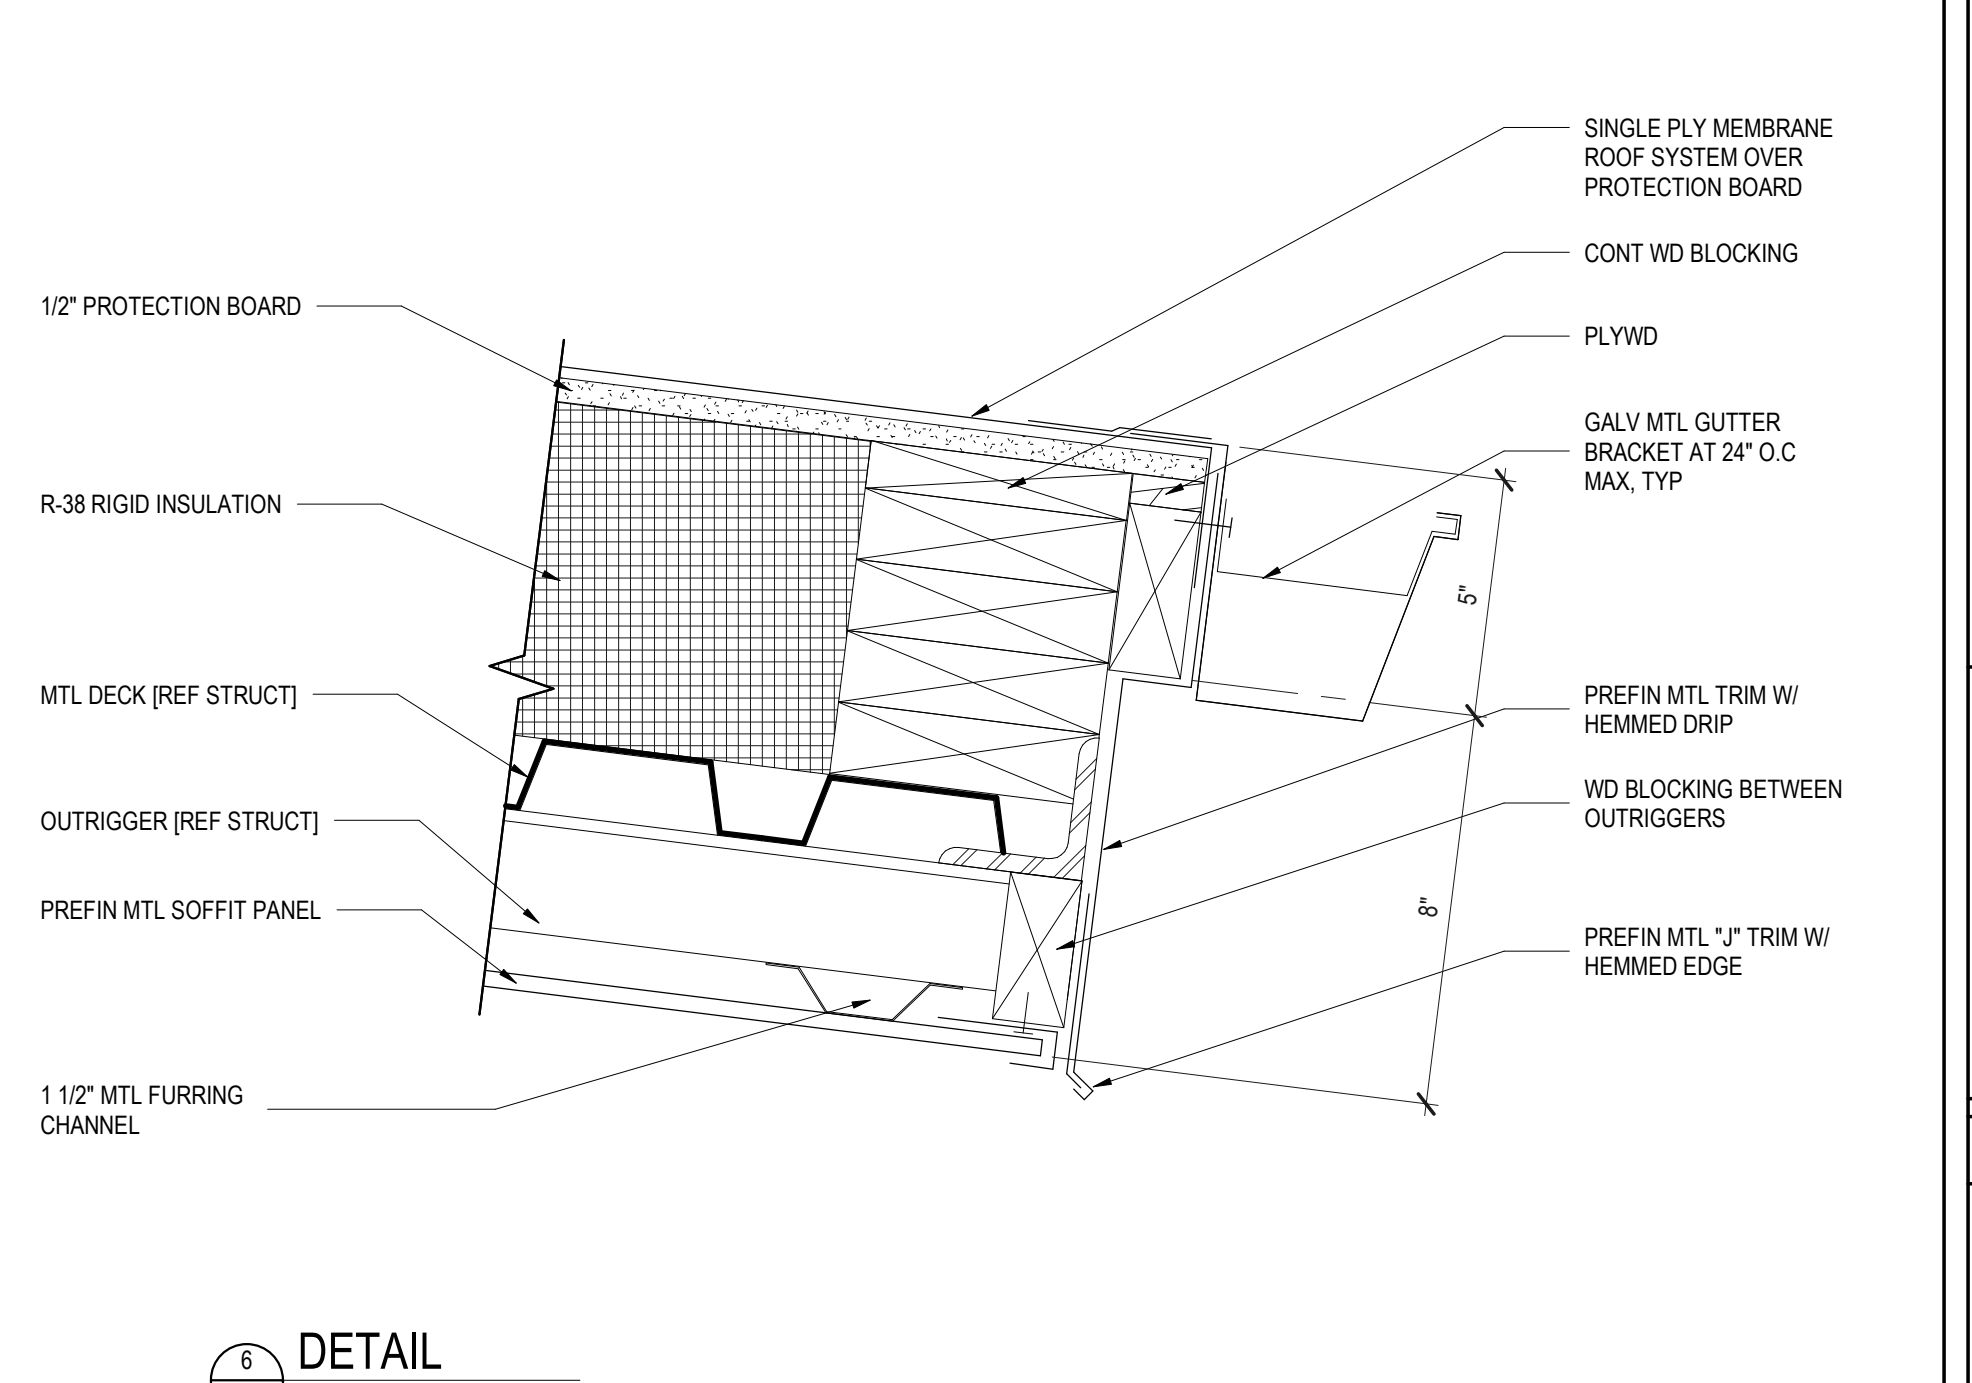 SINGLE PLY MEMBRANE
ROOF SYSTEM OVER
PROTECTION BOARD
CONT WD BLOCKING
PLYWD
GALV MTL GUTTER
BRACKET AT 24" O.C
MAX, TYP
PREFIN MTL TRIM W/
HEMMED DRIP
WD BLOCKING BETWEEN
OUTRIGGERS
PREFIN MTL "J" TRIM W/
HEMMED EDGE
1/2" PROTECTION BOARD
R-38 RIGID INSULATION
MTL DECK [REF STRUCT]
OUTRIGGER [REF STRUCT]
PREFIN MTL SOFFIT PANEL
1 1/2" MTL FURRING
CHANNEL
5"
8"
6
DETAIL